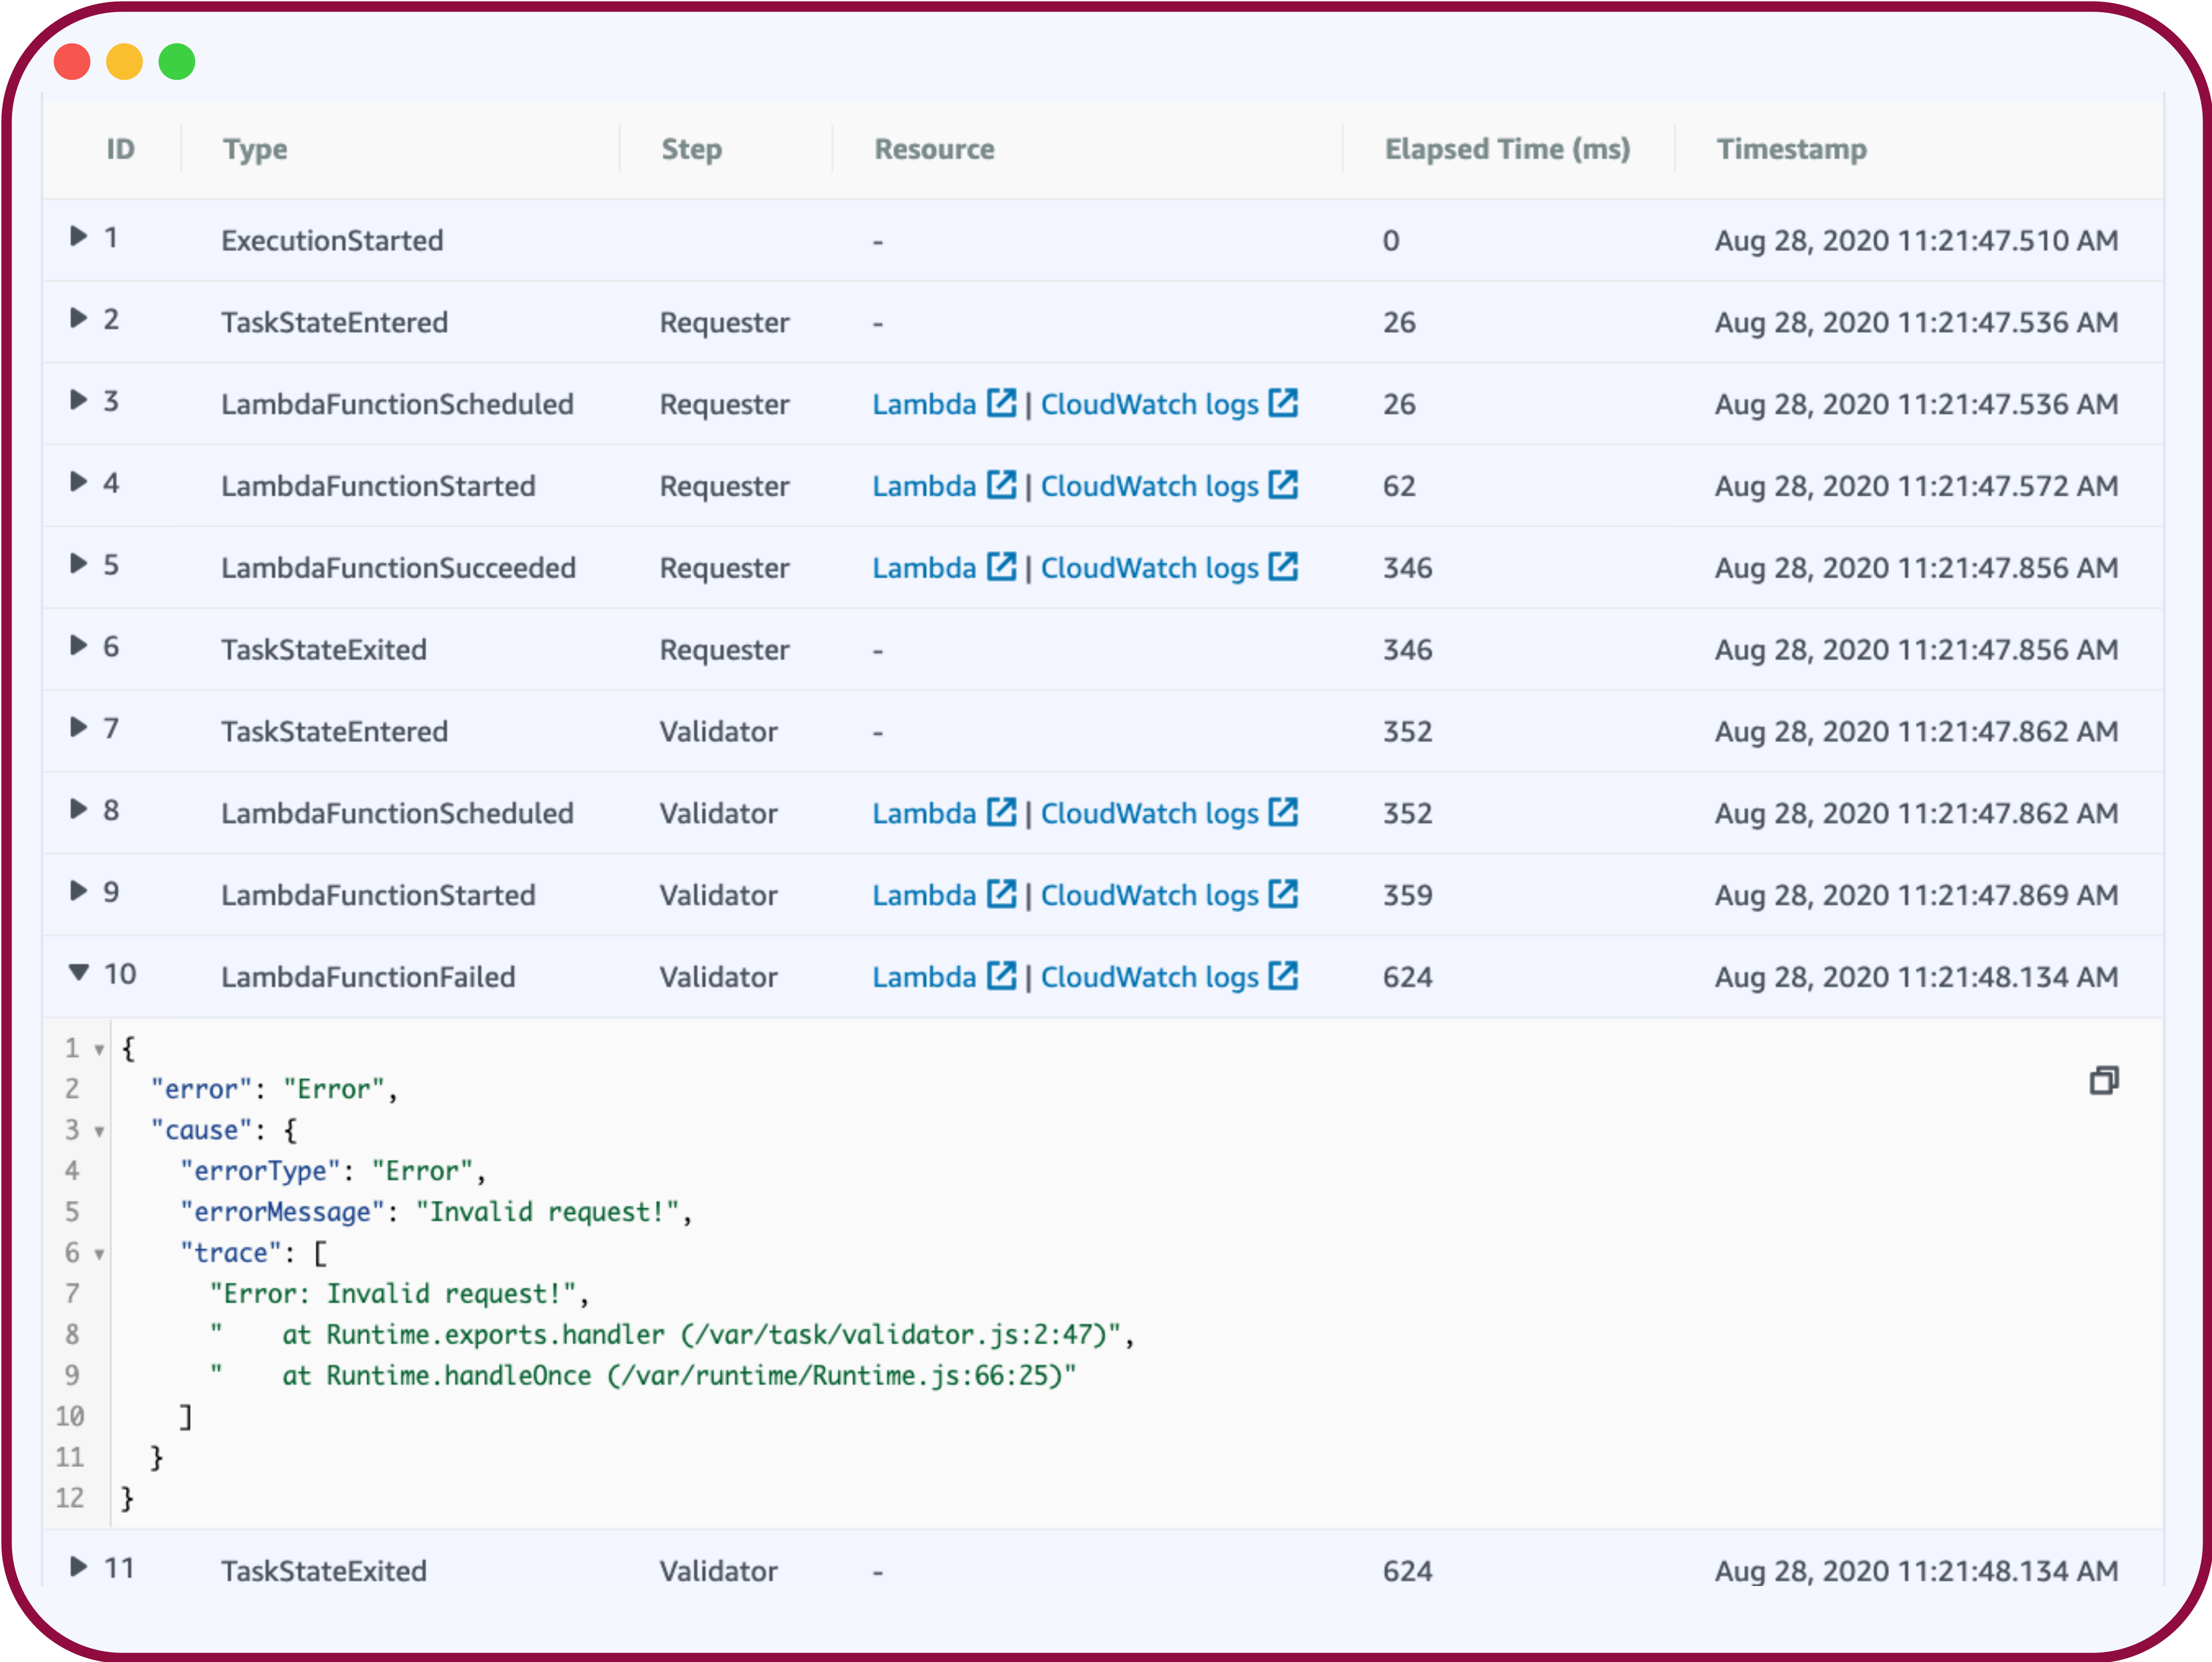 ID Type Step Resource Elapsed Time (ms) Timestamp
1 ExecutionStarted - 0 Aug 28, 2020 11:21:47.510 AM
2 TaskStateEntered Requester - 26 Aug 28, 2020 11:21:47.536 AM
3 LambdaFunctionScheduled Requester Lambda | CloudWatch logs 26 Aug 28, 2020 11:21:47.536 AM
4 LambdaFunctionStarted Requester Lambda | CloudWatch logs 62 Aug 28, 2020 11:21:47.572 AM
5 LambdaFunctionSucceeded Requester Lambda | CloudWatch logs 346 Aug 28, 2020 11:21:47.856 AM
6 TaskStateExited Requester - 346 Aug 28, 2020 11:21:47.856 AM
7 TaskStateEntered Validator - 352 Aug 28, 2020 11:21:47.862 AM
8 LambdaFunctionScheduled Validator Lambda | CloudWatch logs 352 Aug 28, 2020 11:21:47.862 AM
9 LambdaFunctionStarted Validator Lambda | CloudWatch logs 359 Aug 28, 2020 11:21:47.869 AM
10 LambdaFunctionFailed Validator Lambda | CloudWatch logs 624 Aug 28, 2020 11:21:48.134 AM
1 {
2 "error": "Error",
3 "cause": {
4 "errorType": "Error",
5 "errorMessage": "Invalid request!",
6 "trace": [
7 "Error: Invalid request!",
8 "    at Runtime.exports.handler (/var/task/validator.js:2:47)",
9 "    at Runtime.handleOnce (/var/runtime/Runtime.js:66:25)"
10 ]
11 }
12 }
11 TaskStateExited Validator - 624 Aug 28, 2020 11:21:48.134 AM